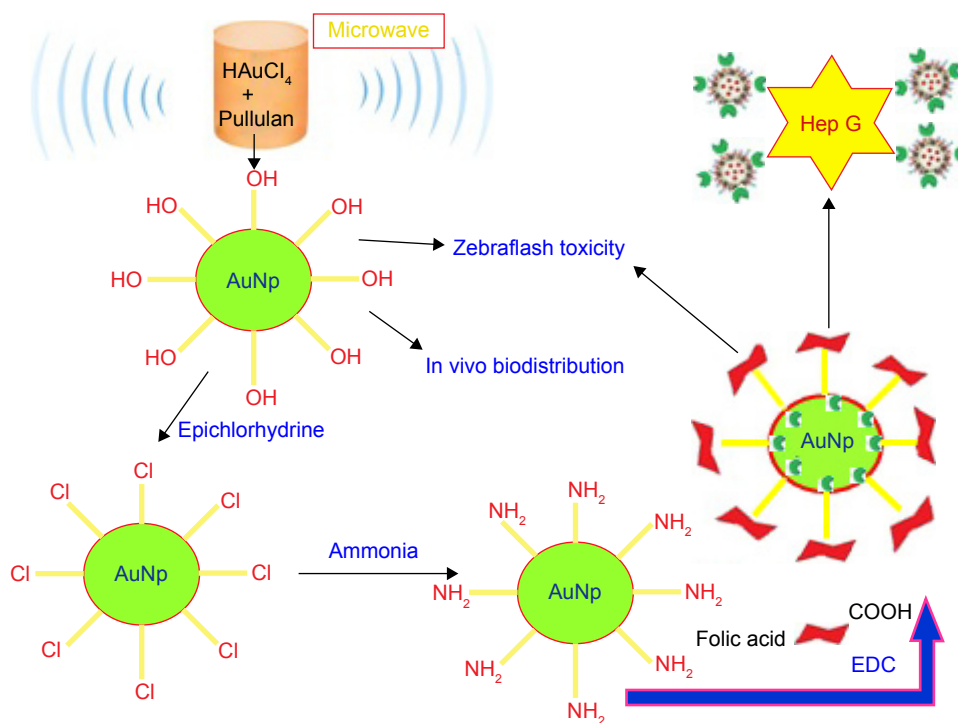 Microwave
HAuCl₄
+
Pullulan
OH
HO
OH
HO
AuNp
OH
HO
OH
OH
Zebraflash toxicity
In vivo biodistribution
Epichlorhydrine
Cl
Cl
Cl
Cl
AuNp
Cl
Cl
Cl
Cl
Ammonia
NH₂
NH₂
NH₂
NH₂
AuNp
NH₂
NH₂
NH₂
NH₂
Hep G
AuNp
COOH
Folic acid
EDC